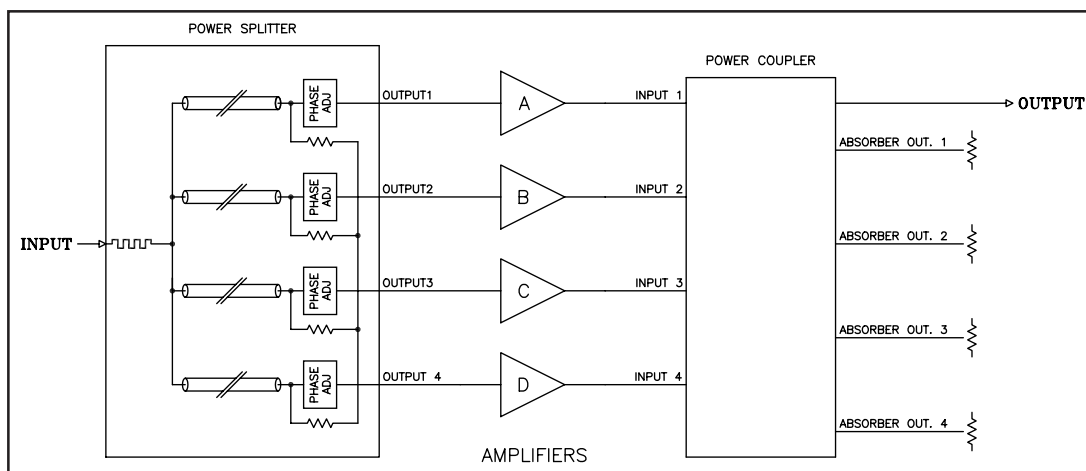 POWER SPLITTER
POWER COUPLER
PHASE
ADJ
OUTPUT1
A
INPUT 1
OUTPUT
ABSORBER OUT. 1
PHASE
ADJ
OUTPUT2
B
INPUT 2
INPUT
ABSORBER OUT. 2
PHASE
ADJ
OUTPUT3
C
INPUT 3
ABSORBER OUT. 3
PHASE
ADJ
OUTPUT 4
D
INPUT 4
ABSORBER OUT. 4
AMPLIFIERS